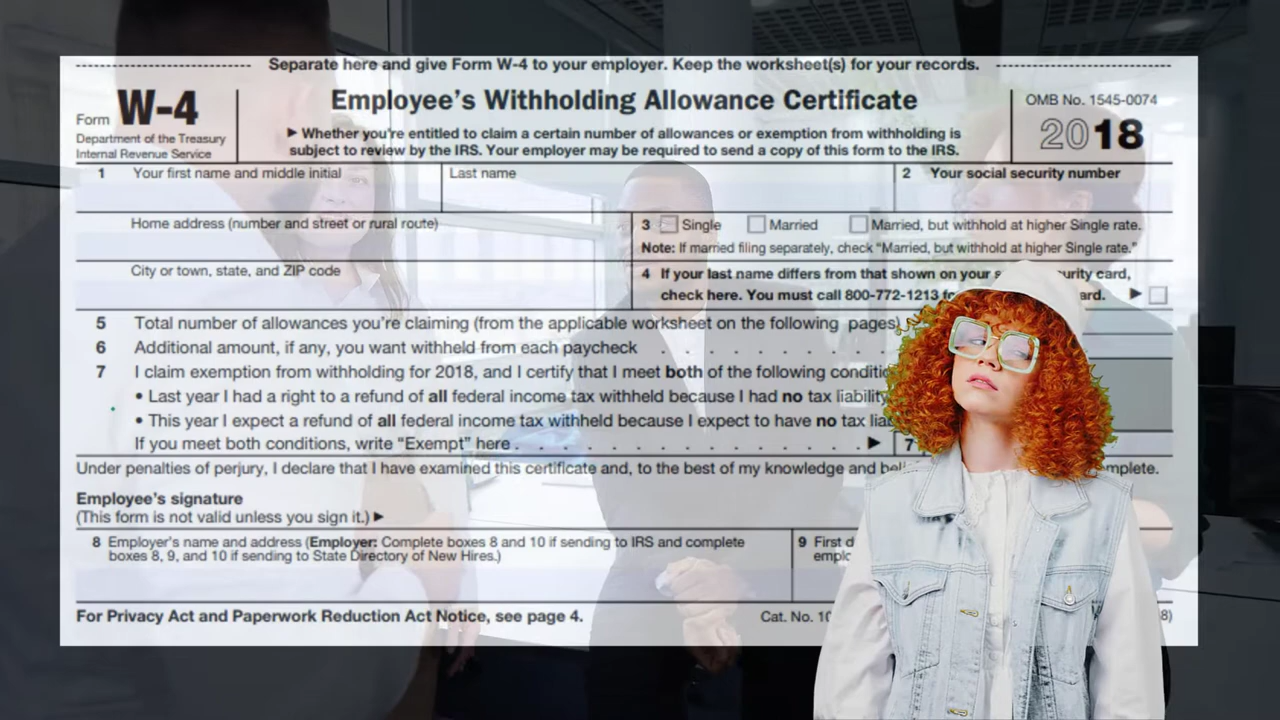 Separate here and give Form W-4 to your employer. Keep the worksheet(s) for your records.
Form W-4
Department of the Treasury
Internal Revenue Service
Employee's Withholding Allowance Certificate
▶ Whether you're entitled to claim a certain number of allowances or exemption from withholding is
subject to review by the IRS. Your employer may be required to send a copy of this form to the IRS.
OMB No. 1545-0074
2018
1 Your first name and middle initial
Last name
2 Your social security number
Home address (number and street or rural route)
3 Single Married Married, but withhold at higher Single rate.
Note: If married filing separately, check "Married, but withhold at higher Single rate."
City or town, state, and ZIP code
4 If your last name differs from that shown on your card,
check here. You must call 800-772-1213 ▶
5 Total number of allowances you're claiming (from the applicable worksheet on the following pages)
6 Additional amount, if any, you want withheld from each paycheck . . . . . . . . .
7 I claim exemption from withholding for 2018, and I certify that I meet both of the following
• Last year I had a right to a refund of all federal income tax withheld because I had no tax liability
• This year I expect a refund of all federal income tax withheld because I expect to have no tax
If you meet both conditions, write "Exempt" here . . . . . . . . . . . . . . . ▶ 7
Under penalties of perjury, I declare that I have examined this certificate and, to the best of my knowledge and
Employee's signature
(This form is not valid unless you sign it.) ▶
8 Employer's name and address (Employer: Complete boxes 8 and 10 if sending to IRS and complete
boxes 8, 9, and 10 if sending to State Directory of New Hires.)
9 First
For Privacy Act and Paperwork Reduction Act Notice, see page 4.
Cat. No.